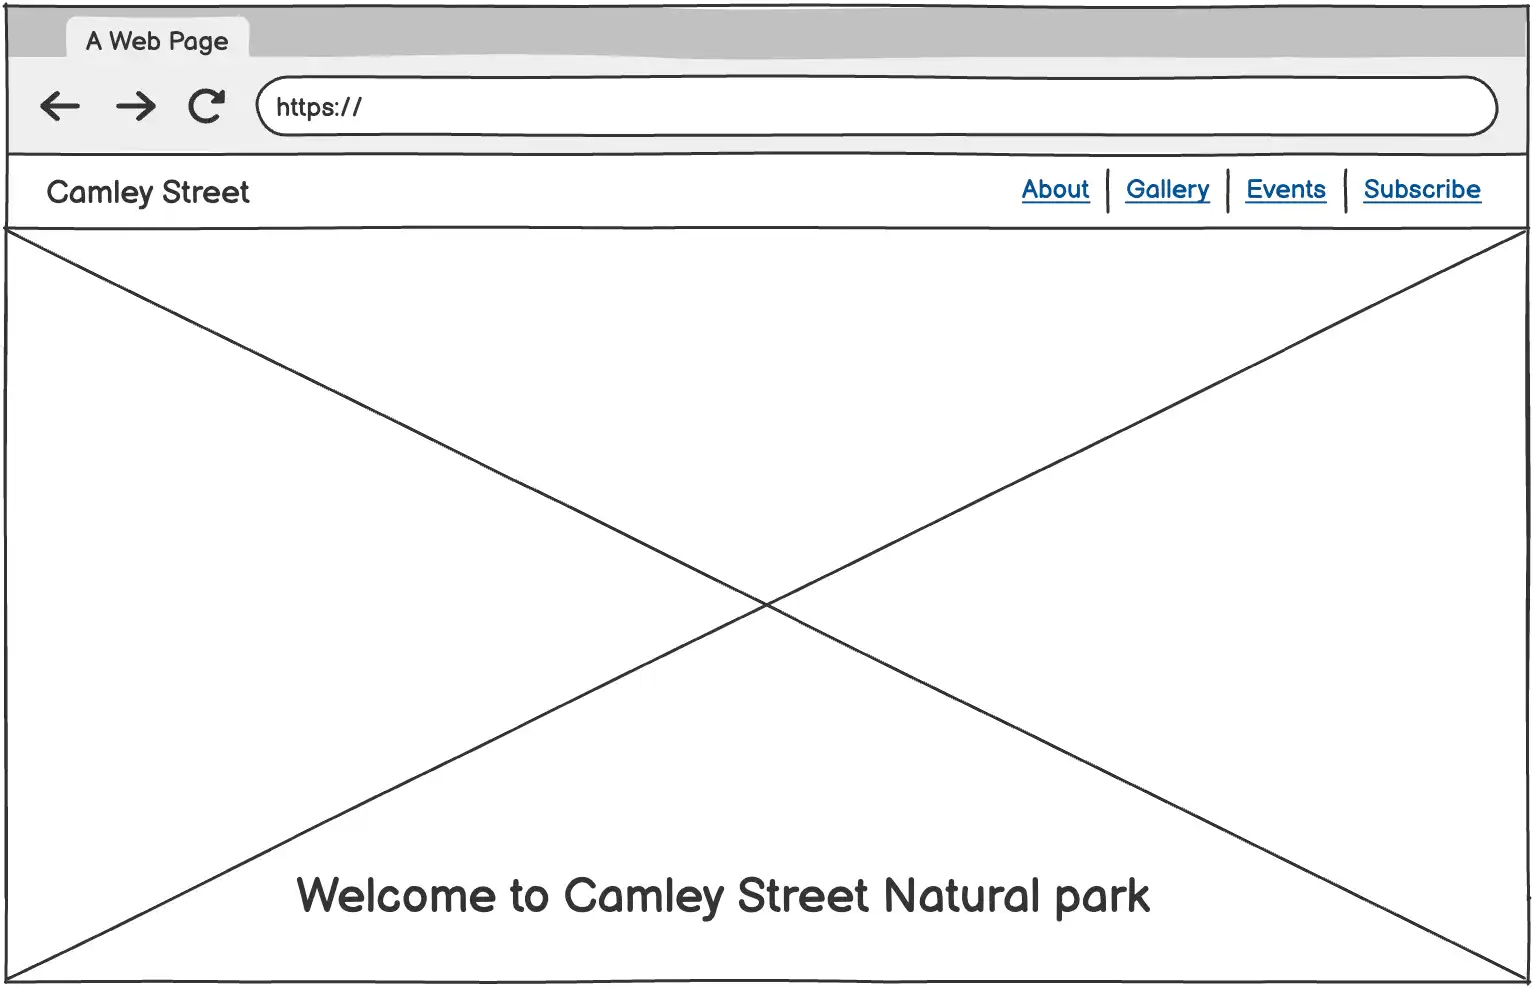 A Web Page
https://
Camley Street
About | Gallery | Events | Subscribe
Welcome to Camley Street Natural park